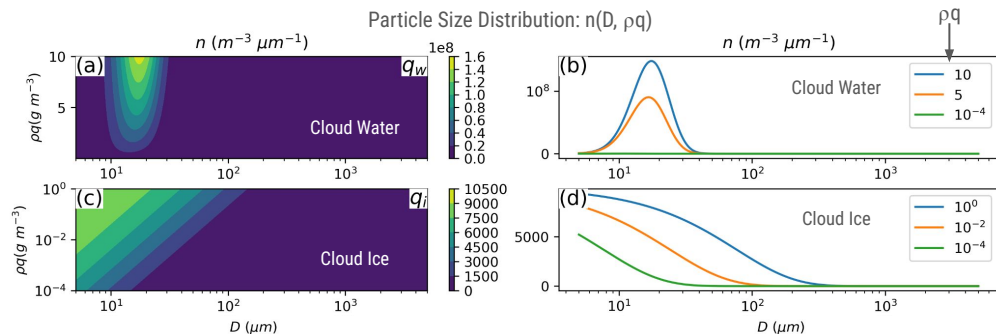 Particle Size Distribution: n(D, ρq)
ρq
n (m⁻³ μm⁻¹)
1e8
(a)
q_w
Cloud Water
ρq(g m⁻³)
10
5
10¹
10²
10³
D (μm)
1.6
1.4
1.2
1.0
0.8
0.6
0.4
0.2
0.0
n (m⁻³ μm⁻¹)
(b)
Cloud Water
10
5
10⁻⁴
10⁸
0
10¹
10²
10³
D (μm)
(c)
q_i
Cloud Ice
ρq(g m⁻³)
10⁰
10⁻²
10⁻⁴
10¹
10²
10³
D (μm)
10500
9000
7500
6000
4500
3000
1500
0
(d)
Cloud Ice
10⁰
10⁻²
10⁻⁴
5000
0
10¹
10²
10³
D (μm)